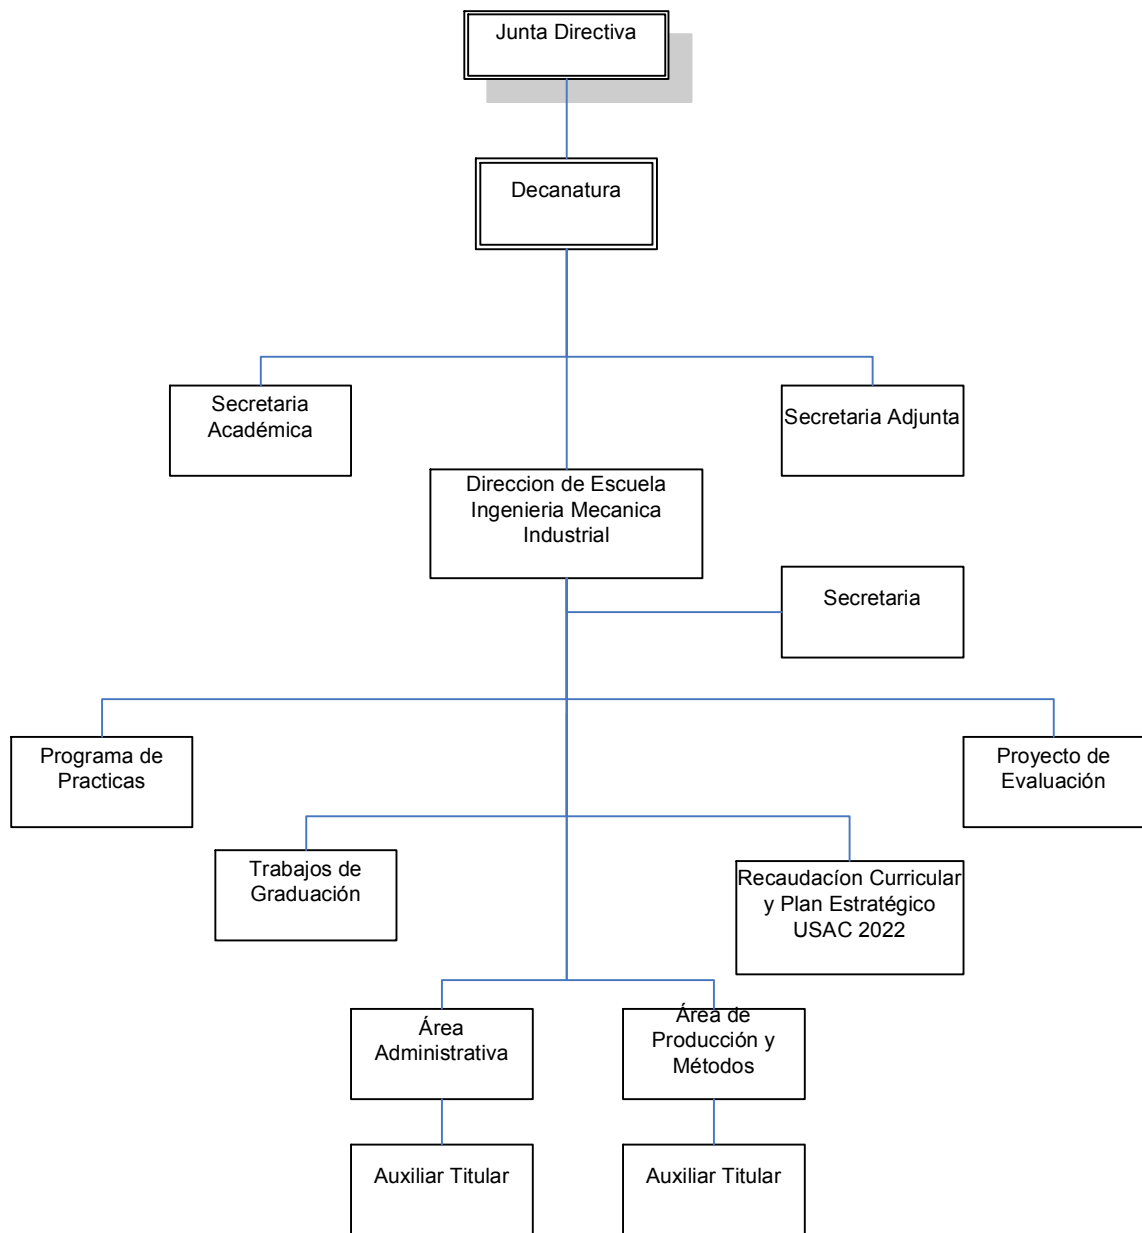 Junta Directiva
Decanatura
Secretaria
Académica
Secretaria Adjunta
Direccion de Escuela
Ingenieria Mecanica
Industrial
Secretaria
Programa de
Practicas
Proyecto de
Evaluación
Trabajos de
Graduación
Recaudacíon Curricular
y Plan Estratégico
USAC 2022
Área
Administrativa
Área de
Producción y
Métodos
Auxiliar Titular
Auxiliar Titular